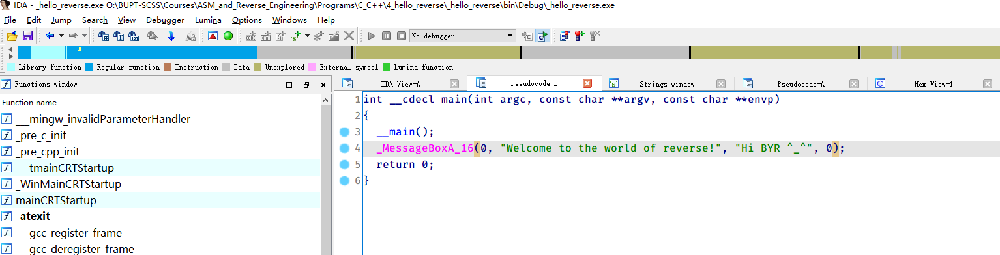 IDA - _hello_reverse.exe O:\BUPT-SCSS\Courses\ASM_and_Reverse_Engineering\Programs\C_C++\4_hello_reverse\_hello_reverse\bin\Debug\_hello_reverse.exe
File Edit Jump Search View Debugger Lumina Options Windows Help
No debugger
Library function Regular function Instruction Data Unexplored External symbol Lumina function
Functions window
IDA View-A Pseudocode-B Strings window Pseudocode-A Hex View-1
Function name
___mingw_invalidParameterHandler
_pre_c_init
_pre_cpp_init
___tmainCRTStartup
_WinMainCRTStartup
mainCRTStartup
_atexit
___gcc_register_frame
___gcc_deregister_frame
1 int __cdecl main(int argc, const char **argv, const char **envp)
2 {
3 __main();
4 _MessageBoxA_16(0, "Welcome to the world of reverse!", "Hi BYR ^_^", 0);
5 return 0;
6 }